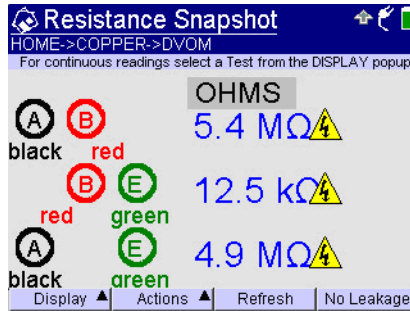 Resistance Snapshot
HOME->COPPER->DVOM
For continuous readings select a Test from the DISPLAY popup
OHMS
A B 5.4 MΩ
black red
B E 12.5 kΩ
red green
A E 4.9 MΩ
black green
Display ▲ Actions ▲ Refresh No Leakage